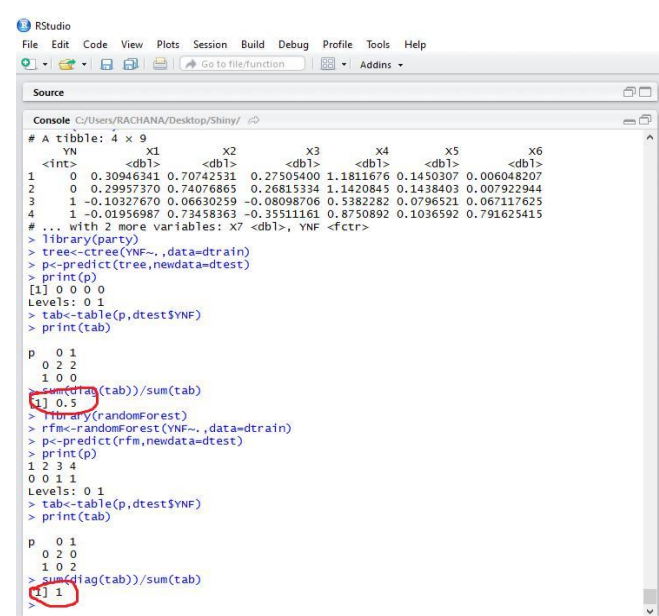 RStudio
File Edit Code View Plots Session Build Debug Profile Tools Help
Go to file/function Addins
Source
Console C:/Users/RACHANA/Desktop/Shiny/
# A tibble: 4 × 9
YN X1 X2 X3 X4 X5 X6
<int> <dbl> <dbl> <dbl> <dbl> <dbl> <dbl>
1 0 0.30946341 0.70742531 0.27505400 1.1811676 0.1450307 0.006048207
2 0 0.29957370 0.74076865 0.26815334 1.1420845 0.1438403 0.007922944
3 1 -0.10327670 0.06630259 -0.08098076 0.5382282 0.0796521 0.067117625
4 1 -0.01956987 0.73458363 -0.35511161 0.8750892 0.1036592 0.791625415
# ... with 2 more variables: X7 <dbl>, YNF <fctr>
> library(party)
> tree<-ctree(YNF~.,data=dtrain)
> p<-predict(tree,newdata=dtest)
> print(p)
[1] 0 0 0 0
Levels: 0 1
> tab<-table(p,dtest$YNF)
> print(tab)
p 0 1
0 2 2
1 0 0
> sum(diag(tab))/sum(tab)
[1] 0.5
> library(randomForest)
> rfm<-randomForest(YNF~.,data=dtrain)
> p<-predict(rfm,newdata=dtest)
> print(p)
1 2 3 4
0 0 1 1
Levels: 0 1
> tab<-table(p,dtest$YNF)
> print(tab)
p 0 1
0 2 0
1 0 2
> sum(diag(tab))/sum(tab)
[1] 1
>